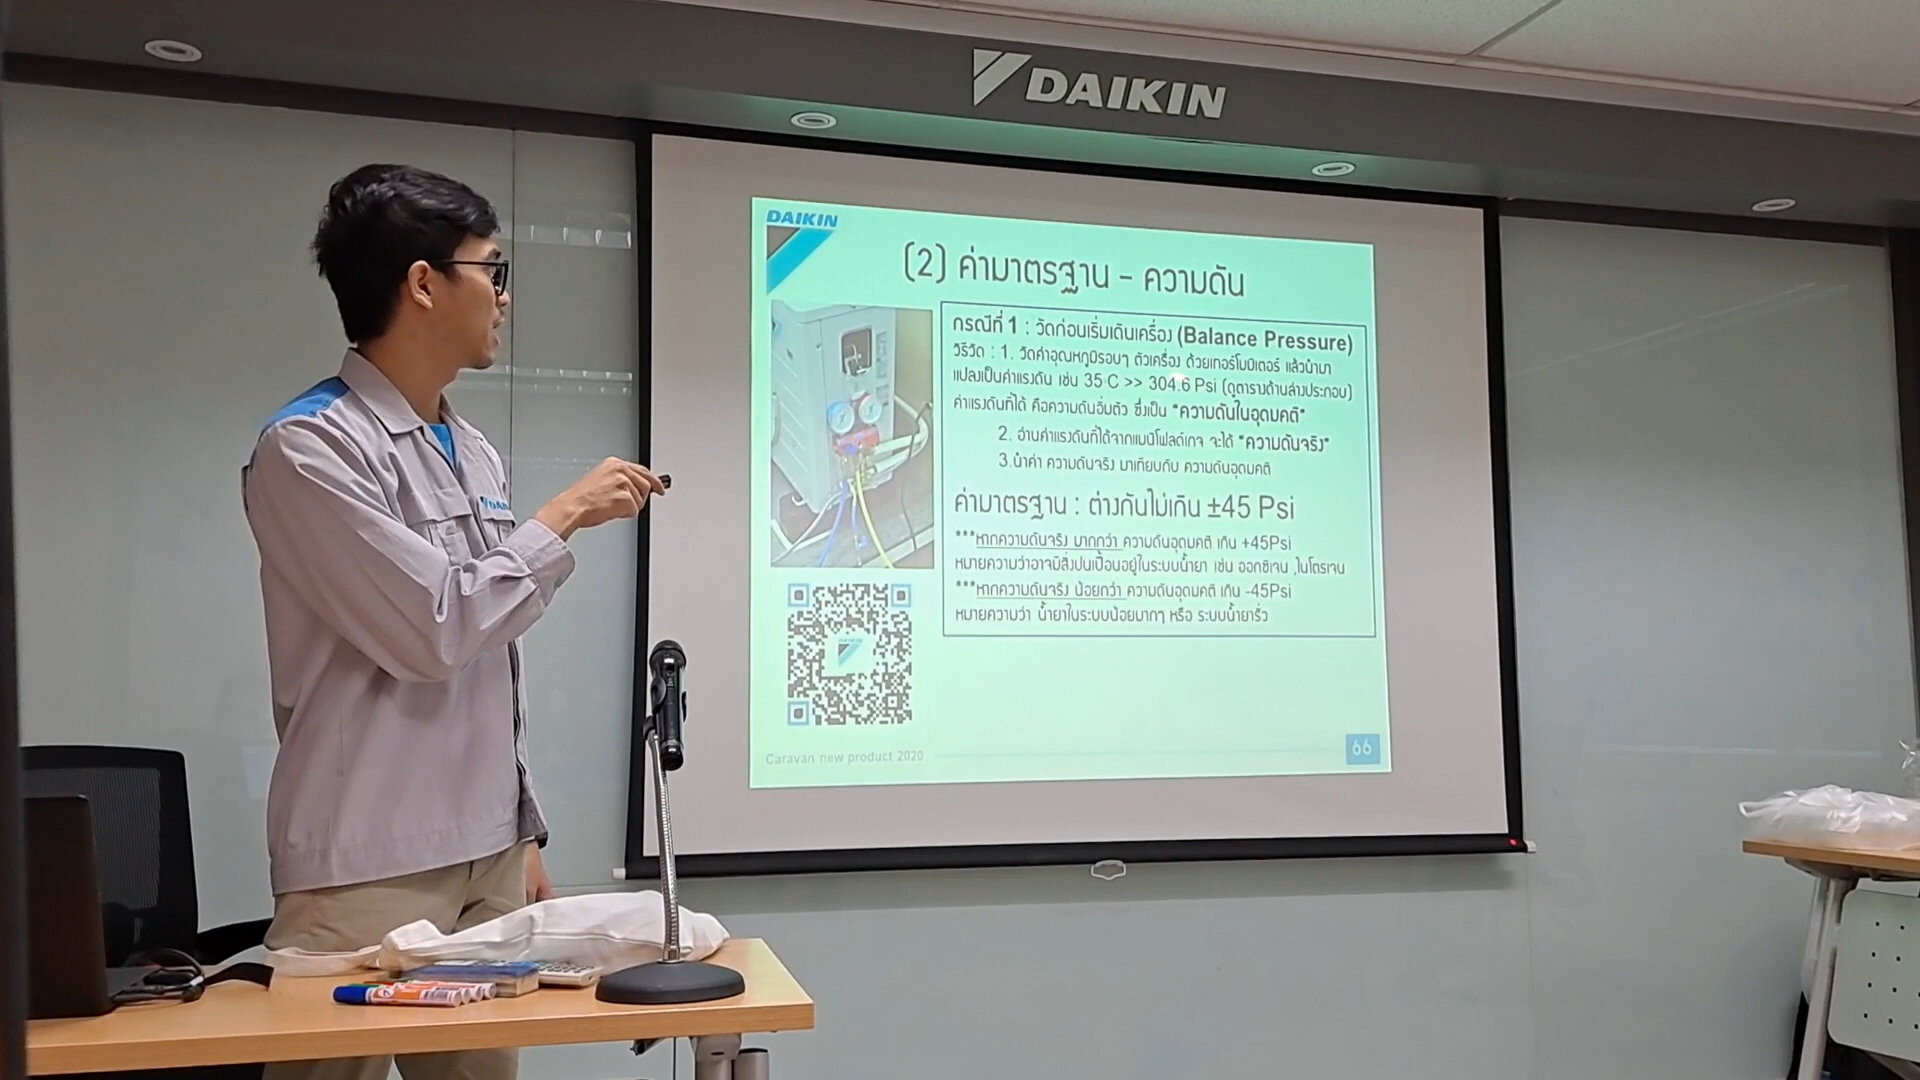 DAIKIN
DAIKIN
(2) ค่ามาตรฐาน – ความดัน
กรณีที่ 1 : วัดก่อนเริ่มเดินเครื่อง (Balance Pressure)
วิธีวัด : 1. วัดค่าอุณหภูมิรอบๆ ตัวเครื่อง ด้วยเทอร์โมมิเตอร์ แล้วนำมา
แปลงเป็นค่าแรงดัน เช่น 35 C >> 304.6 Psi (ดูตารางด้านล่างประกอบ)
ค่าแรงดันที่ได้ คือความดันอิ่มตัว ซึ่งเป็น "ความดันในอุดมคติ"
2. อ่านค่าแรงดันที่ได้จากแมนิโฟลด์เกจ จะได้ "ความดันจริง"
3.นำค่า ความดันจริง มาเทียบกับ ความดันอุดมคติ
ค่ามาตรฐาน : ต่างกันไม่เกิน ±45 Psi
***หากความดันจริง มากกว่า ความดันอุดมคติ เกิน +45Psi
หมายความว่าอาจมีสิ่งปนเปื้อนอยู่ในระบบน้ำยา เช่น ออกซิเจน ,ไนโตรเจน
***หากความดันจริง น้อยกว่า ความดันอุดมคติ เกิน -45Psi
หมายความว่า น้ำยาในระบบน้อยมากๆ หรือ ระบบน้ำยารั่ว
Caravan new product 2020
66